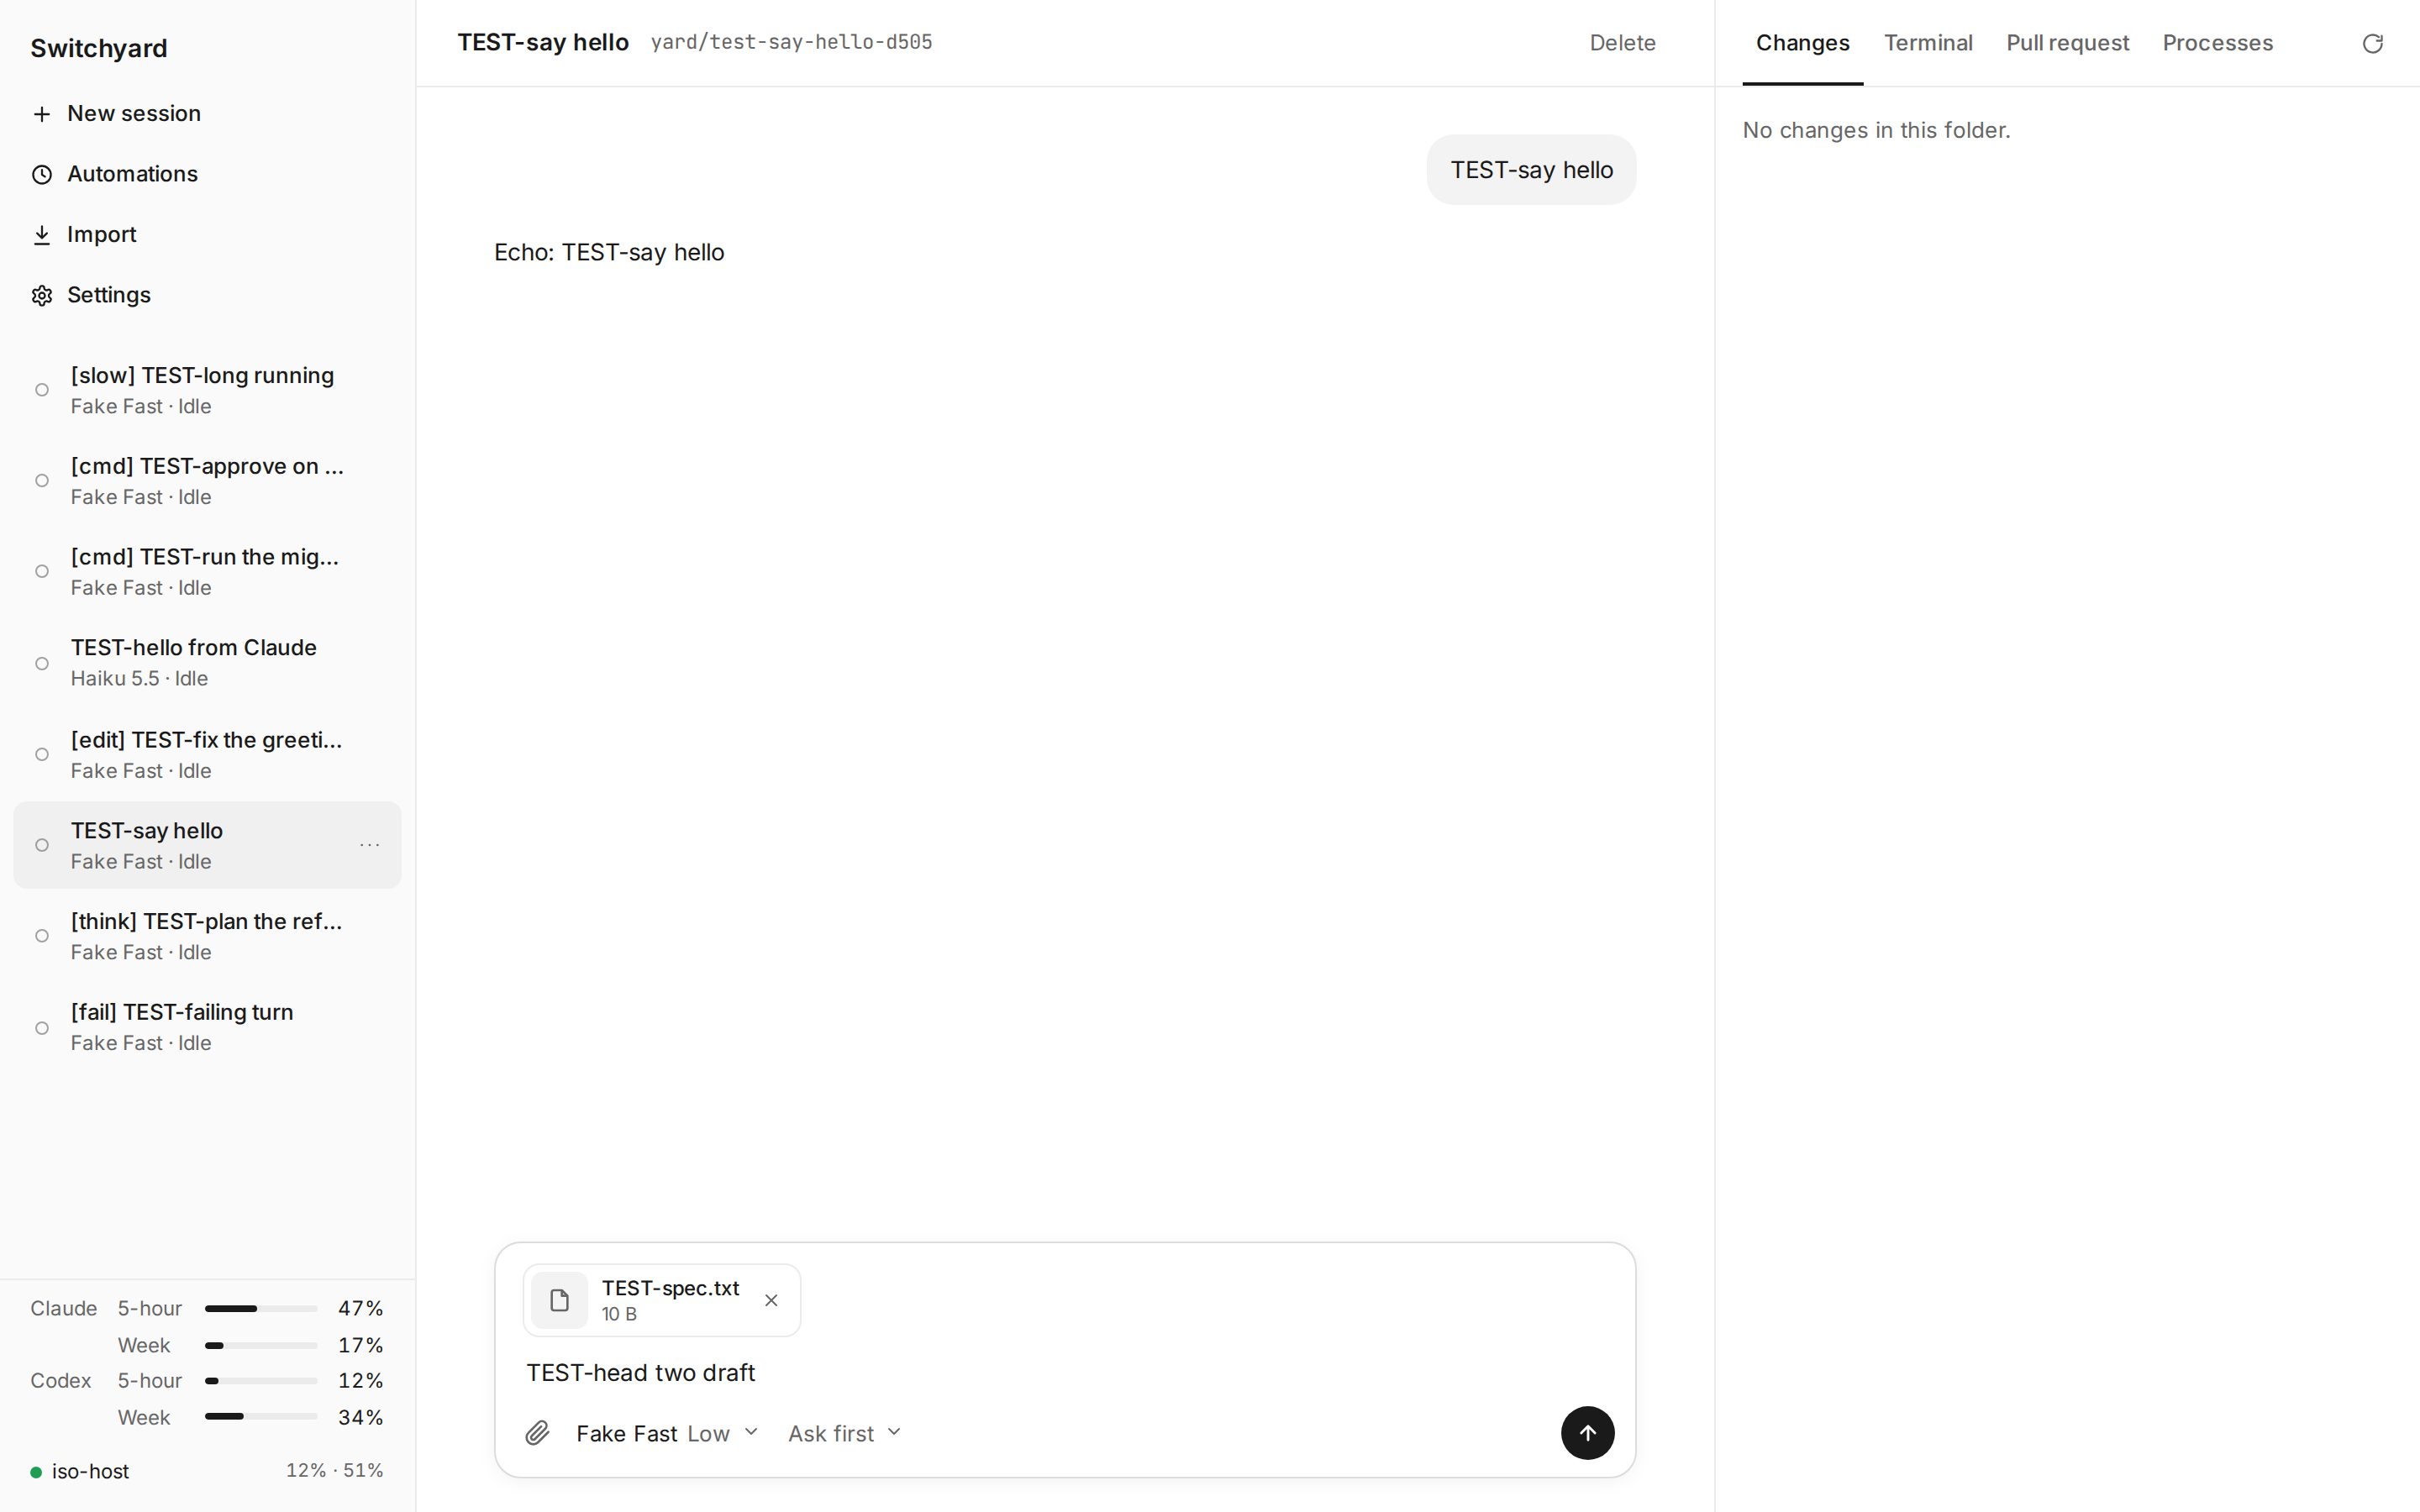 Switchyard
New session
Automations
Import
Settings
[slow] TEST-long running
Fake Fast · Idle
[cmd] TEST-approve on ...
Fake Fast · Idle
[cmd] TEST-run the mig...
Fake Fast · Idle
TEST-hello from Claude
Haiku 5.5 · Idle
[edit] TEST-fix the greeti...
Fake Fast · Idle
TEST-say hello
Fake Fast · Idle
[think] TEST-plan the ref...
Fake Fast · Idle
[fail] TEST-failing turn
Fake Fast · Idle
Claude 5-hour 47%
Week 17%
Codex 5-hour 12%
Week 34%
iso-host 12% · 51%
TEST-say hello yard/test-say-hello-d505 Delete
TEST-say hello
Echo: TEST-say hello
TEST-spec.txt
10 B
TEST-head two draft
Fake Fast Low Ask first
Changes Terminal Pull request Processes
No changes in this folder.